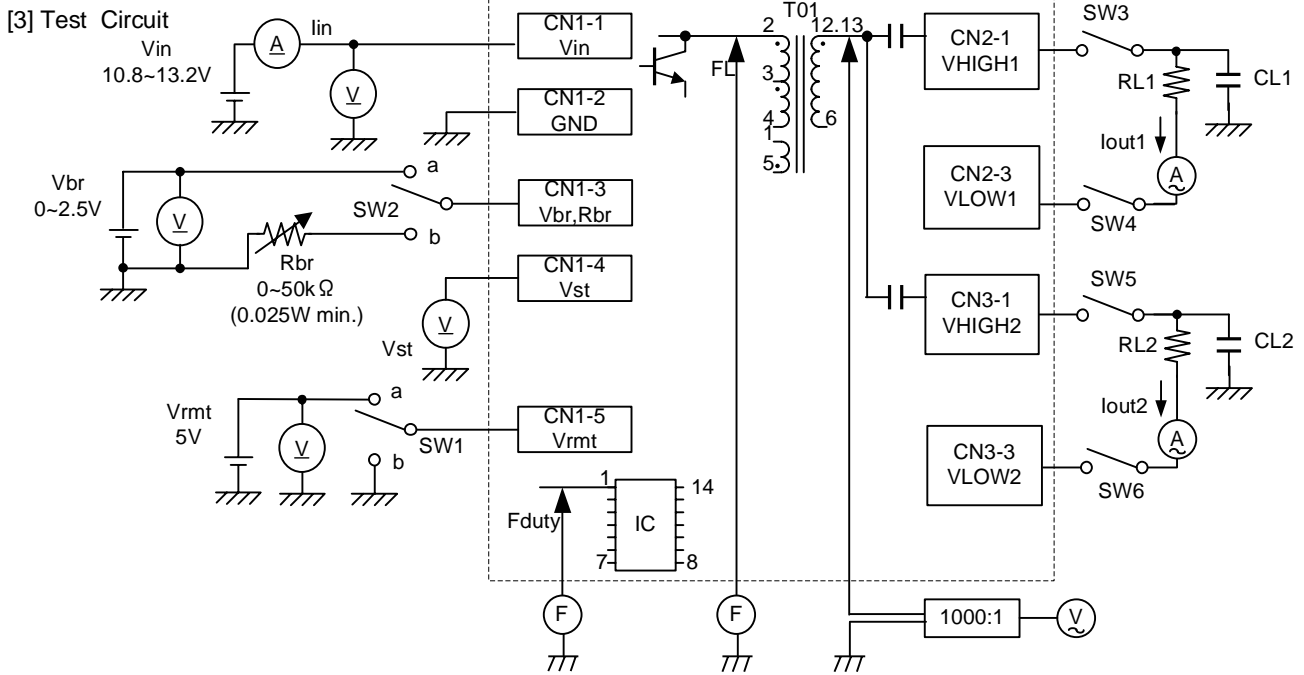 [3] Test Circuit
Vin
10.8~13.2V
A
Iin
V
CN1-1
Vin
CN1-2
GND
Vbr
0~2.5V
V
SW2
a
b
Rbr
0~50kΩ
(0.025W min.)
CN1-3
Vbr,Rbr
CN1-4
Vst
V
Vst
Vrmt
5V
V
a
b
SW1
CN1-5
Vrmt
Fduty
1
14
IC
7
8
F
FL
F
T01
2
3
4
1
5
12.13
6
CN2-1
VHIGH1
SW3
RL1
CL1
Iout1
A
CN2-3
VLOW1
SW4
CN3-1
VHIGH2
SW5
RL2
CL2
Iout2
A
CN3-3
VLOW2
SW6
1000:1
V